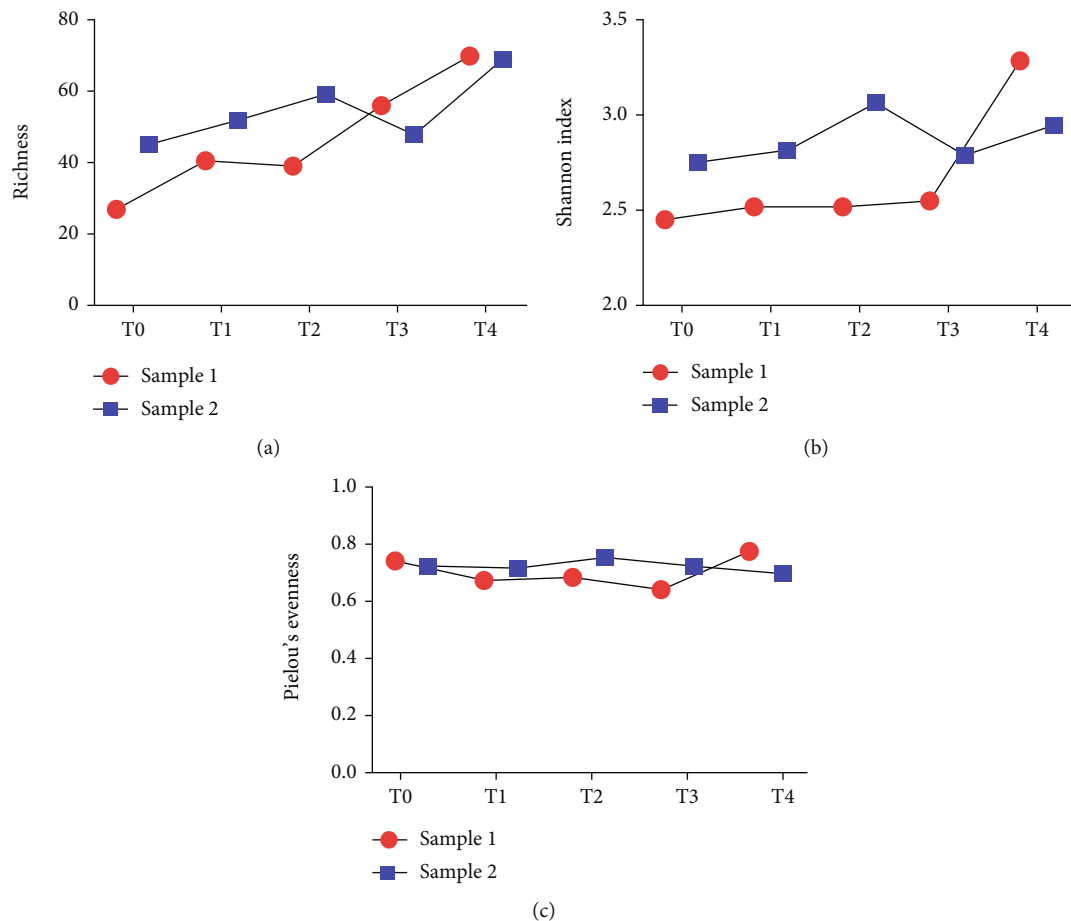 80
60
40
20
0
Richness
T0 T1 T2 T3 T4
Sample 1
Sample 2
(a)
3.5
3.0
2.5
2.0
Shannon index
T0 T1 T2 T3 T4
Sample 1
Sample 2
(b)
1.0
0.8
0.6
0.4
0.2
0.0
Pielou's evenness
T0 T1 T2 T3 T4
Sample 1
Sample 2
(c)